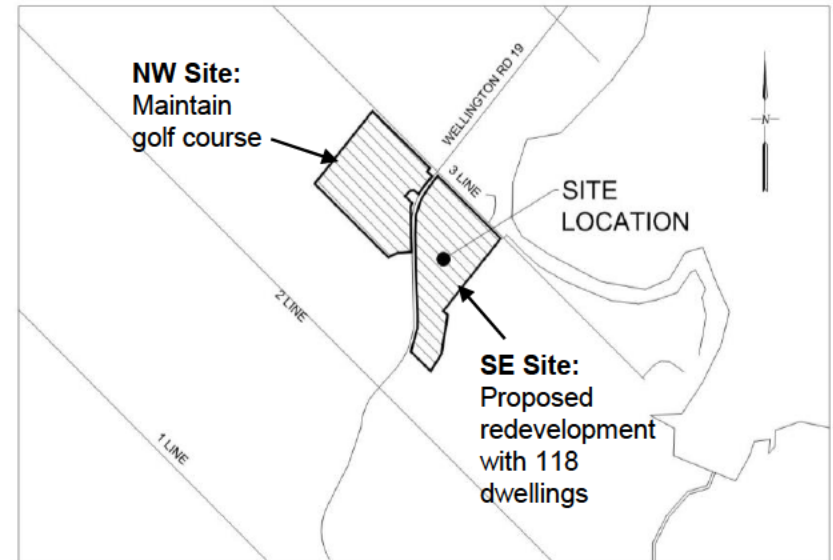 NW Site:
Maintain
golf course
WELLINGTON RD 19
N
3 LINE
SITE
LOCATION
2 LINE
SE Site:
Proposed
redevelopment
with 118
dwellings
1 LINE